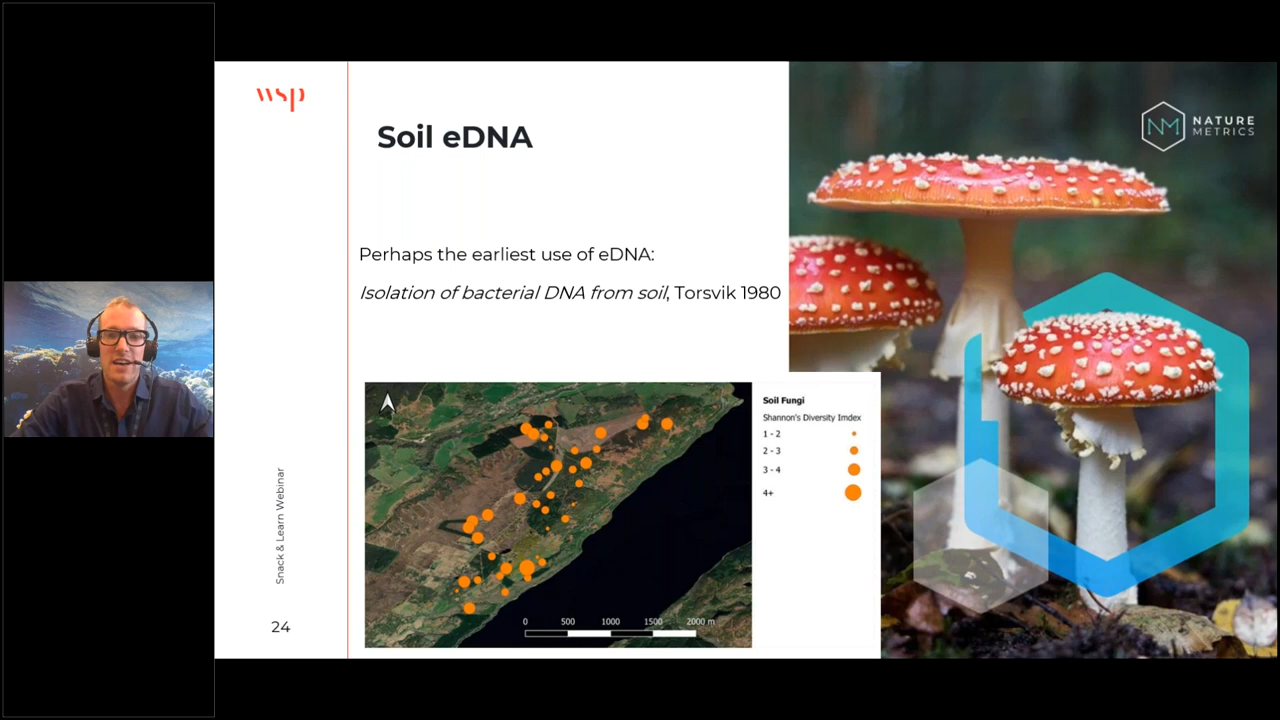 wsp
Soil eDNA
NATURE
METRICS
Perhaps the earliest use of eDNA:
Isolation of bacterial DNA from soil, Torsvik 1980
Soil Fungi
Shannon's Diversity Imdex
1 - 2
2 - 3
3 - 4
4+
0 500 1000 1500 2000 m
Snack & Learn Webinar
24